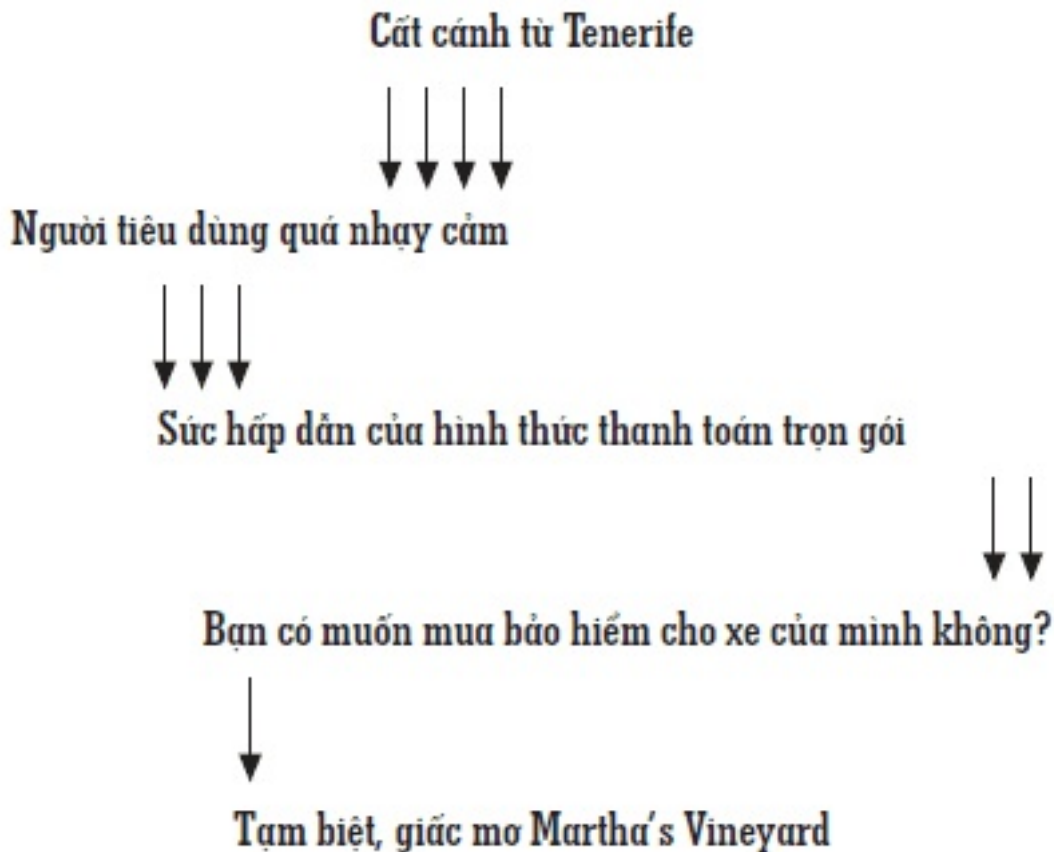 Cất cánh từ Tenerife
Người tiêu dùng quá nhạy cảm
Sức hấp dẫn của hình thức thanh toán trọn gói
Bạn có muốn mua bảo hiểm cho xe của mình không?
Tạm biệt, giấc mơ Martha's Vineyard